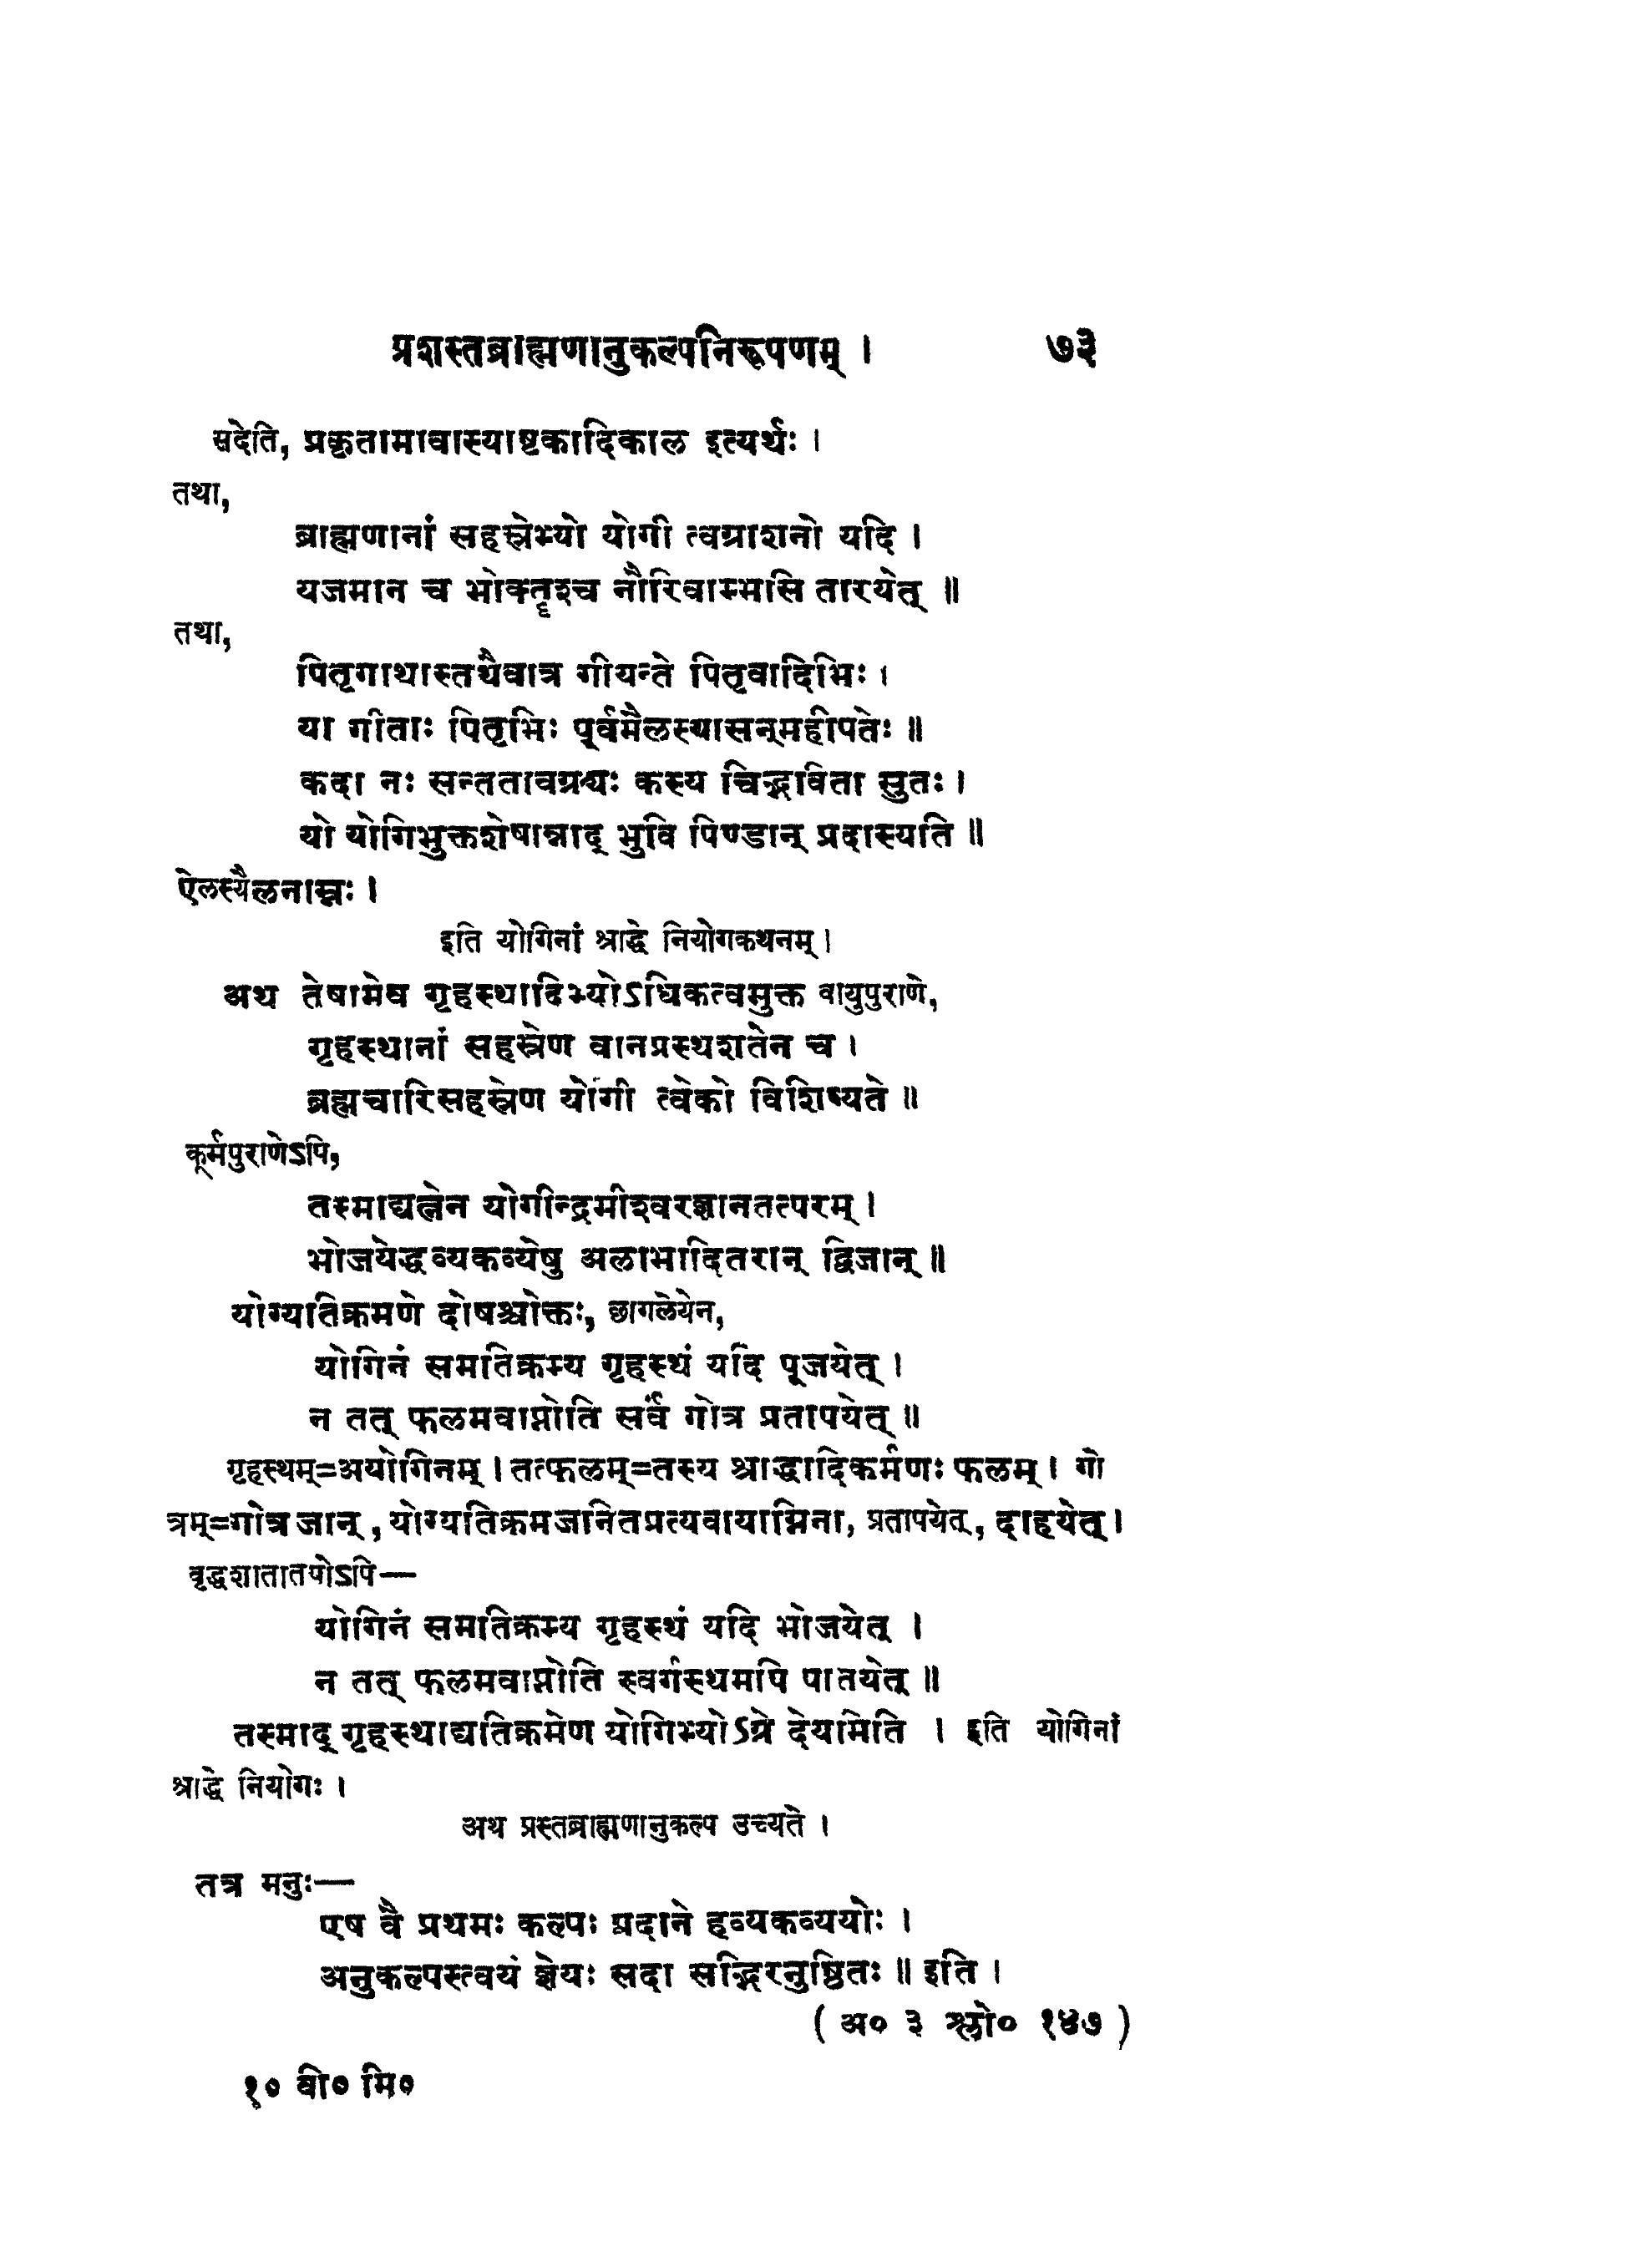 प्रशस्तब्राह्मणानुकल्पनिरूपणम् । ७३
सदेति, प्रकृतामावास्याष्टकादिकाल इत्यर्थः ।
तथा,
ब्राह्मणानां सहस्रेभ्यो योगी त्वग्राशनो यदि ।
यजमान च भोक्तॄश्च नौरिवाम्भसि तारयेत् ॥
तथा,
पितृगाथास्तथैवात्र गीयन्ते पितृवादिभिः ।
या गीताः पितृभिः पूर्वमैलस्यासन्महीपतेः ॥
कदा नः सन्ततावग्र्यः कस्य चिद्भविता सुतः ।
यो योगिभुक्तशेषान्नाद् भुवि पिण्डान् प्रदास्यति ॥
ऐलस्यैलनाम्नः ।
इति योगिनां श्राद्धे नियोगकथनम् ।
अथ तेषामेव गृहस्थादिभ्योऽधिकत्वमुक्त वायुपुराणे,
गृहस्थानां सहस्रेण वानप्रस्थशतेन च ।
ब्रह्मचारिसहस्रेण योगी त्वेको विशिष्यते ॥
कूर्मपुराणेऽपि,
तस्माद्यत्नेन योगीन्द्रमीश्वरज्ञानतत्परम् ।
भोजयेद्धव्यकव्येषु अलाभादितरान् द्विजान् ॥
योग्यतिक्रमणे दोषश्चोक्तः, छागलेयेन,
योगिनं समतिक्रम्य गृहस्थं यदि पूजयेत् ।
न तत् फलमवाप्नोति सर्वं गोत्र प्रतापयेत् ॥
गृहस्थम्=अयोगिनम् । तत्फलम्=तस्य श्राद्धादिकर्मणः फलम् । गो
त्रम्=गोत्रजान्, योग्यतिक्रमजनितप्रत्यवायाग्निना, प्रतापयेत्, दाहयेत् ।
वृद्धशातातपोऽपि—
योगिनं समतिक्रम्य गृहस्थं यदि भोजयेत् ।
न तत् फलमवाप्नोति स्वर्गस्थमपि पातयेत् ॥
तस्माद् गृहस्थाद्यतिक्रमेण योगिभ्योऽग्रे देयमिति । इति योगिनां
श्राद्धे नियोगः ।
अथ प्रस्तब्राह्मणानुकल्प उच्यते ।
तत्र मनुः—
एष वै प्रथमः कल्पः प्रदाने हव्यकव्ययोः ।
अनुकल्पस्त्वयं ज्ञेयः सदा सद्भिरनुष्ठितः ॥ इति ।
( अ० ३ श्लो० १४७ )
१० वी० मि०